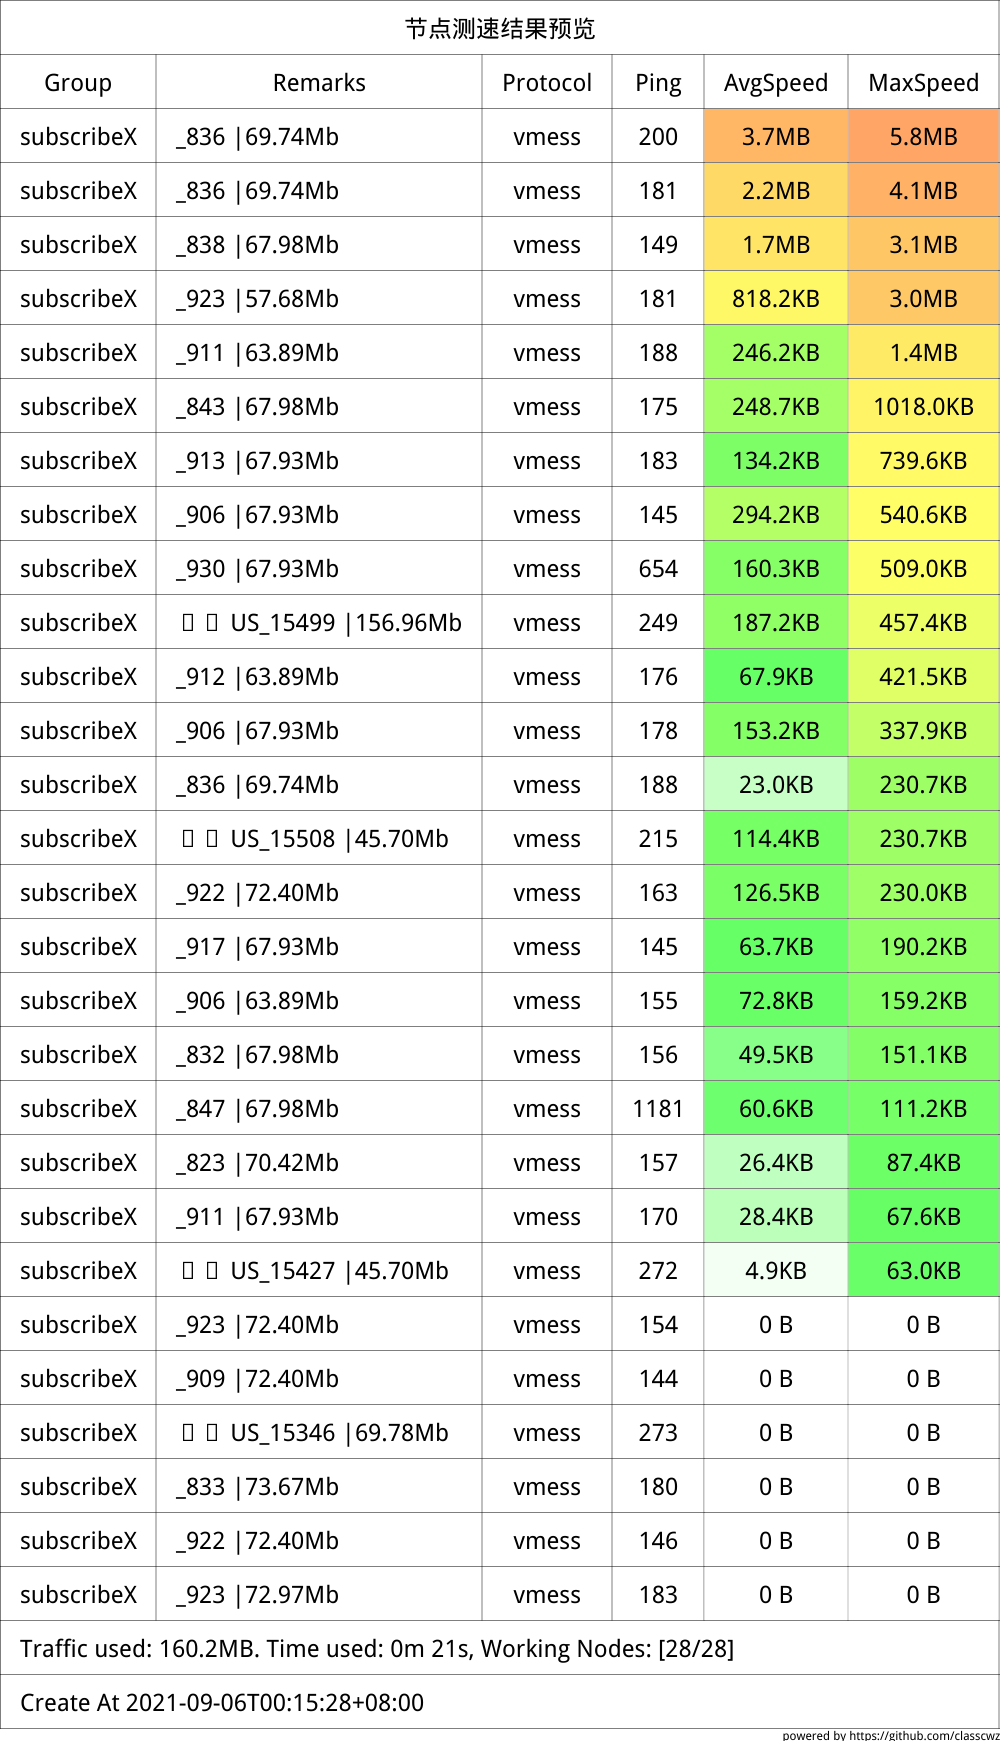 节点测速结果预览
Group Remarks Protocol Ping AvgSpeed MaxSpeed
subscribeX _836 |69.74Mb vmess 200 3.7MB 5.8MB
subscribeX _836 |69.74Mb vmess 181 2.2MB 4.1MB
subscribeX _838 |67.98Mb vmess 149 1.7MB 3.1MB
subscribeX _923 |57.68Mb vmess 181 818.2KB 3.0MB
subscribeX _911 |63.89Mb vmess 188 246.2KB 1.4MB
subscribeX _843 |67.98Mb vmess 175 248.7KB 1018.0KB
subscribeX _913 |67.93Mb vmess 183 134.2KB 739.6KB
subscribeX _906 |67.93Mb vmess 145 294.2KB 540.6KB
subscribeX _930 |67.93Mb vmess 654 160.3KB 509.0KB
subscribeX US_15499 |156.96Mb vmess 249 187.2KB 457.4KB
subscribeX _912 |63.89Mb vmess 176 67.9KB 421.5KB
subscribeX _906 |67.93Mb vmess 178 153.2KB 337.9KB
subscribeX _836 |69.74Mb vmess 188 23.0KB 230.7KB
subscribeX US_15508 |45.70Mb vmess 215 114.4KB 230.7KB
subscribeX _922 |72.40Mb vmess 163 126.5KB 230.0KB
subscribeX _917 |67.93Mb vmess 145 63.7KB 190.2KB
subscribeX _906 |63.89Mb vmess 155 72.8KB 159.2KB
subscribeX _832 |67.98Mb vmess 156 49.5KB 151.1KB
subscribeX _847 |67.98Mb vmess 1181 60.6KB 111.2KB
subscribeX _823 |70.42Mb vmess 157 26.4KB 87.4KB
subscribeX _911 |67.93Mb vmess 170 28.4KB 67.6KB
subscribeX US_15427 |45.70Mb vmess 272 4.9KB 63.0KB
subscribeX _923 |72.40Mb vmess 154 0 B 0 B
subscribeX _909 |72.40Mb vmess 144 0 B 0 B
subscribeX US_15346 |69.78Mb vmess 273 0 B 0 B
subscribeX _833 |73.67Mb vmess 180 0 B 0 B
subscribeX _922 |72.40Mb vmess 146 0 B 0 B
subscribeX _923 |72.97Mb vmess 183 0 B 0 B
Traffic used: 160.2MB. Time used: 0m 21s, Working Nodes: [28/28]
Create At 2021-09-06T00:15:28+08:00
powered by https://github.com/classcwz